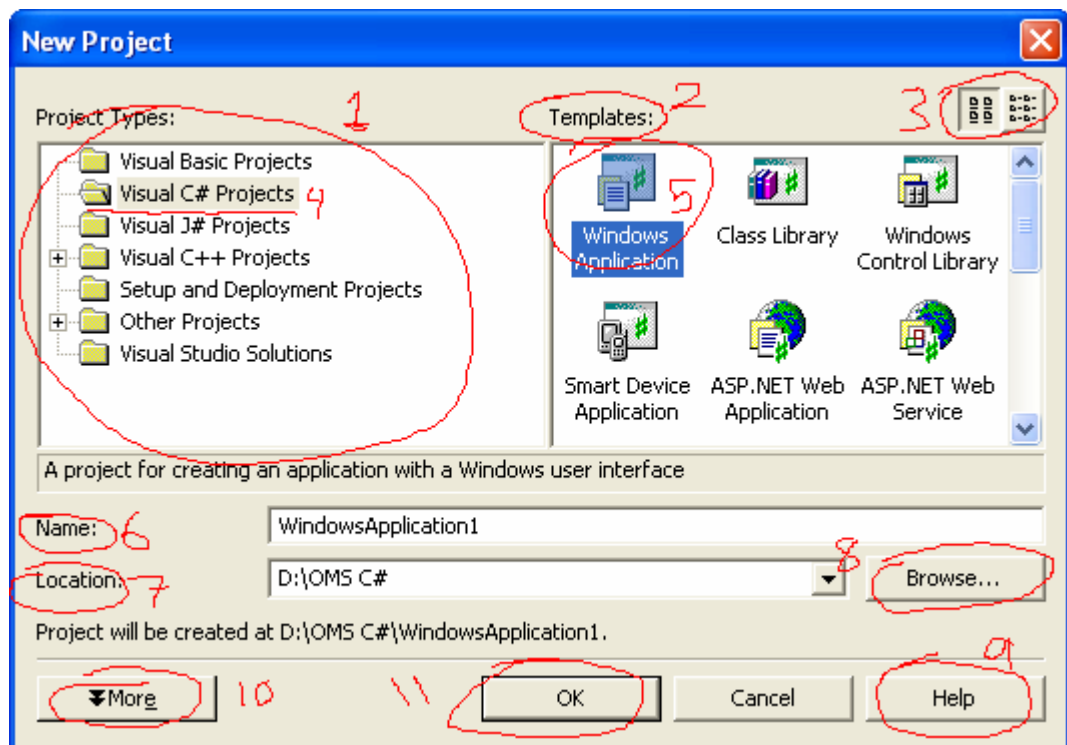 New Project
Project Types: 1
Templates: 2
3
Visual Basic Projects
Visual C# Projects 4
Visual J# Projects
Visual C++ Projects
Setup and Deployment Projects
Other Projects
Visual Studio Solutions
5
Windows Application
Class Library
Windows Control Library
Smart Device Application
ASP.NET Web Application
ASP.NET Web Service
A project for creating an application with a Windows user interface
Name: 6
WindowsApplication1
Location: 7
D:\OMS C#
8
Browse...
Project will be created at D:\OMS C#\WindowsApplication1.
More 10
11 OK
Cancel
9
Help